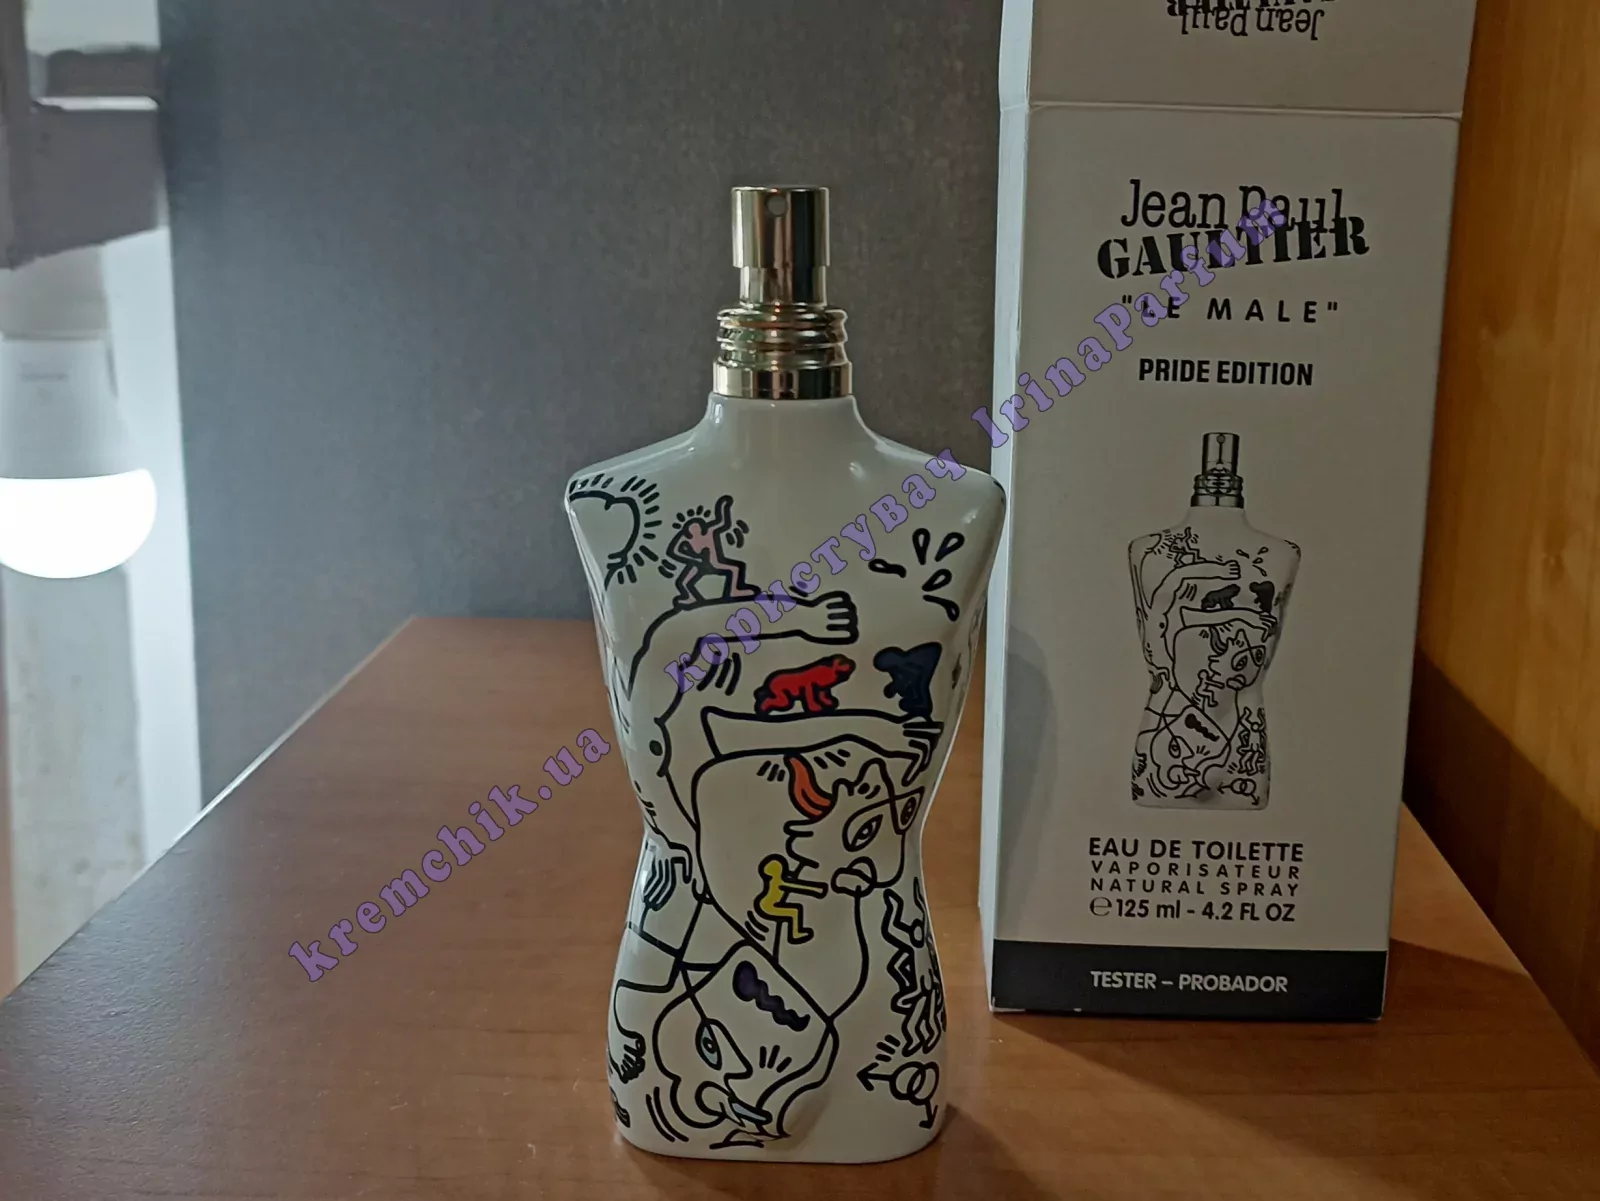 Jean Paul
GAULTIER
Jean Paul
GAULTIER
"LE MALE"
PRIDE EDITION
EAU DE TOILETTE
VAPORISATEUR
NATURAL SPRAY
℮125 ml - 4.2 FL OZ
TESTER – PROBADOR
kremchik.ua користувач IrinaParfum